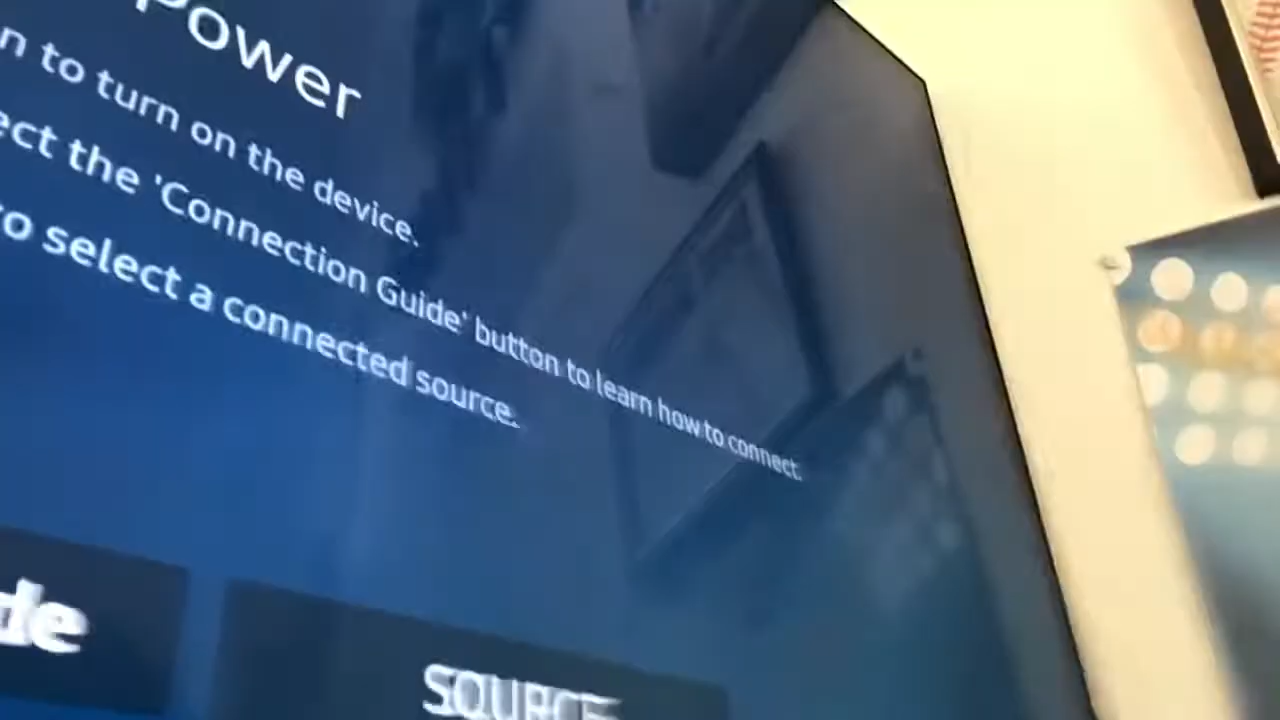 Power
n to turn on the device.
ect the 'Connection Guide' button to learn how to connect.
to select a connected source.
de
SOURCE